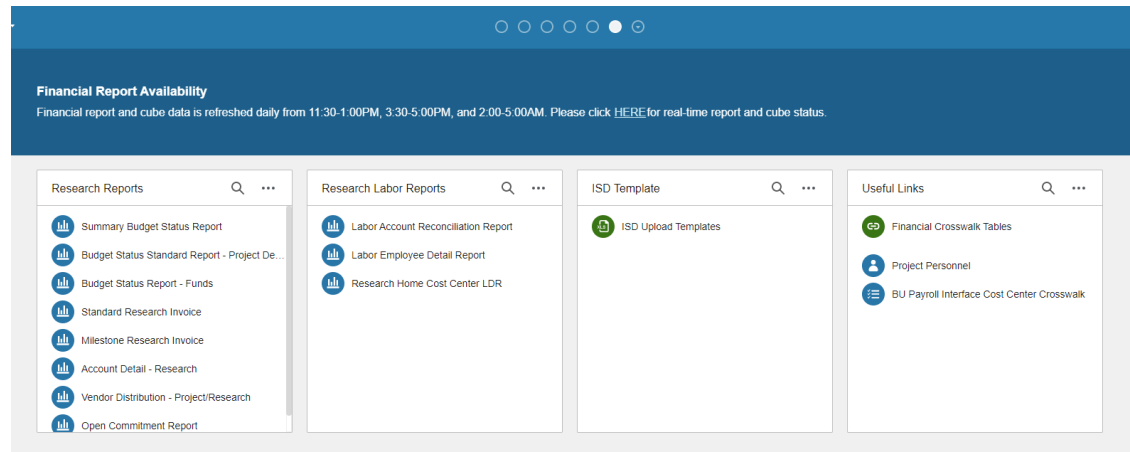 Financial Report Availability
Financial report and cube data is refreshed daily from 11:30-1:00PM, 3:30-5:00PM, and 2:00-5:00AM. Please click HERE for real-time report and cube status.
Research Reports
Summary Budget Status Report
Budget Status Standard Report - Project De...
Budget Status Report - Funds
Standard Research Invoice
Milestone Research Invoice
Account Detail - Research
Vendor Distribution - Project/Research
Open Commitment Report
Research Labor Reports
Labor Account Reconciliation Report
Labor Employee Detail Report
Research Home Cost Center LDR
ISD Template
ISD Upload Templates
Useful Links
Financial Crosswalk Tables
Project Personnel
BU Payroll Interface Cost Center Crosswalk